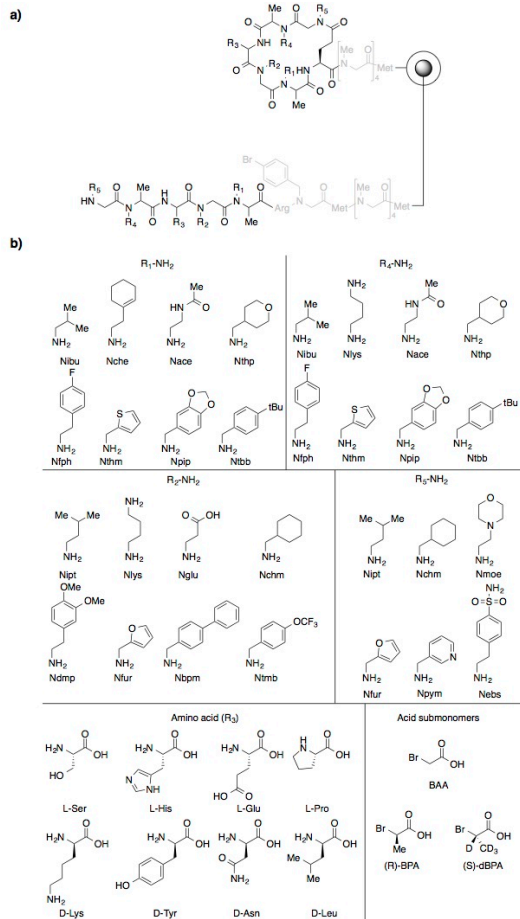 a)
R₅
Me
O
O
N
N
R₄
O
NH
R₃
O
Me
O
N
R₂
O
R₁
N
HN
O
N
4
Met
O
Me
Br
R₅
HN
O
Me
N
R₄
O
H
N
R₃
O
N
R₂
O
R₁
N
Me
O
Arg
N
O
Met
Me
N
O
4
Met
b)
R₁-NH₂
Me
Me
NH₂
Nibu
NH₂
Nche
Me
HN
O
NH₂
Nace
O
NH₂
Nthp
F
NH₂
Nfph
S
NH₂
Nthm
O
O
NH₂
Npip
tBu
NH₂
Ntbb
R₄-NH₂
Me
Me
NH₂
Nibu
NH₂
NH₂
Nlys
Me
HN
O
NH₂
Nace
O
NH₂
Nthp
F
NH₂
Nfph
S
NH₂
Nthm
O
O
NH₂
Npip
tBu
NH₂
Ntbb
R₂-NH₂
Me
Me
NH₂
Nipt
NH₂
NH₂
Nlys
O
OH
NH₂
Nglu
NH₂
Nchm
OMe
OMe
NH₂
Ndmp
O
NH₂
Nfur
NH₂
Nbpm
OCF₃
NH₂
Ntmb
R₅-NH₂
Me
Me
NH₂
Nipt
NH₂
Nchm
O
N
NH₂
Nmoe
O
NH₂
Nfur
N
NH₂
Npym
NH₂
O=S=O
NH₂
Nebs
Amino acid (R₃)
O
H₂N
OH
HO
L-Ser
O
H₂N
OH
N
NH
L-His
O
H₂N
OH
O
HO
L-Glu
H
N
O
OH
L-Pro
O
H₂N
OH
H₂N
D-Lys
O
H₂N
OH
HO
D-Tyr
O
H₂N
OH
O
NH₂
D-Asn
O
H₂N
OH
Me
Me
D-Leu
Acid submonomers
O
Br
OH
BAA
O
Br
OH
Me
(R)-BPA
O
Br
OH
D CD₃
(S)-dBPA